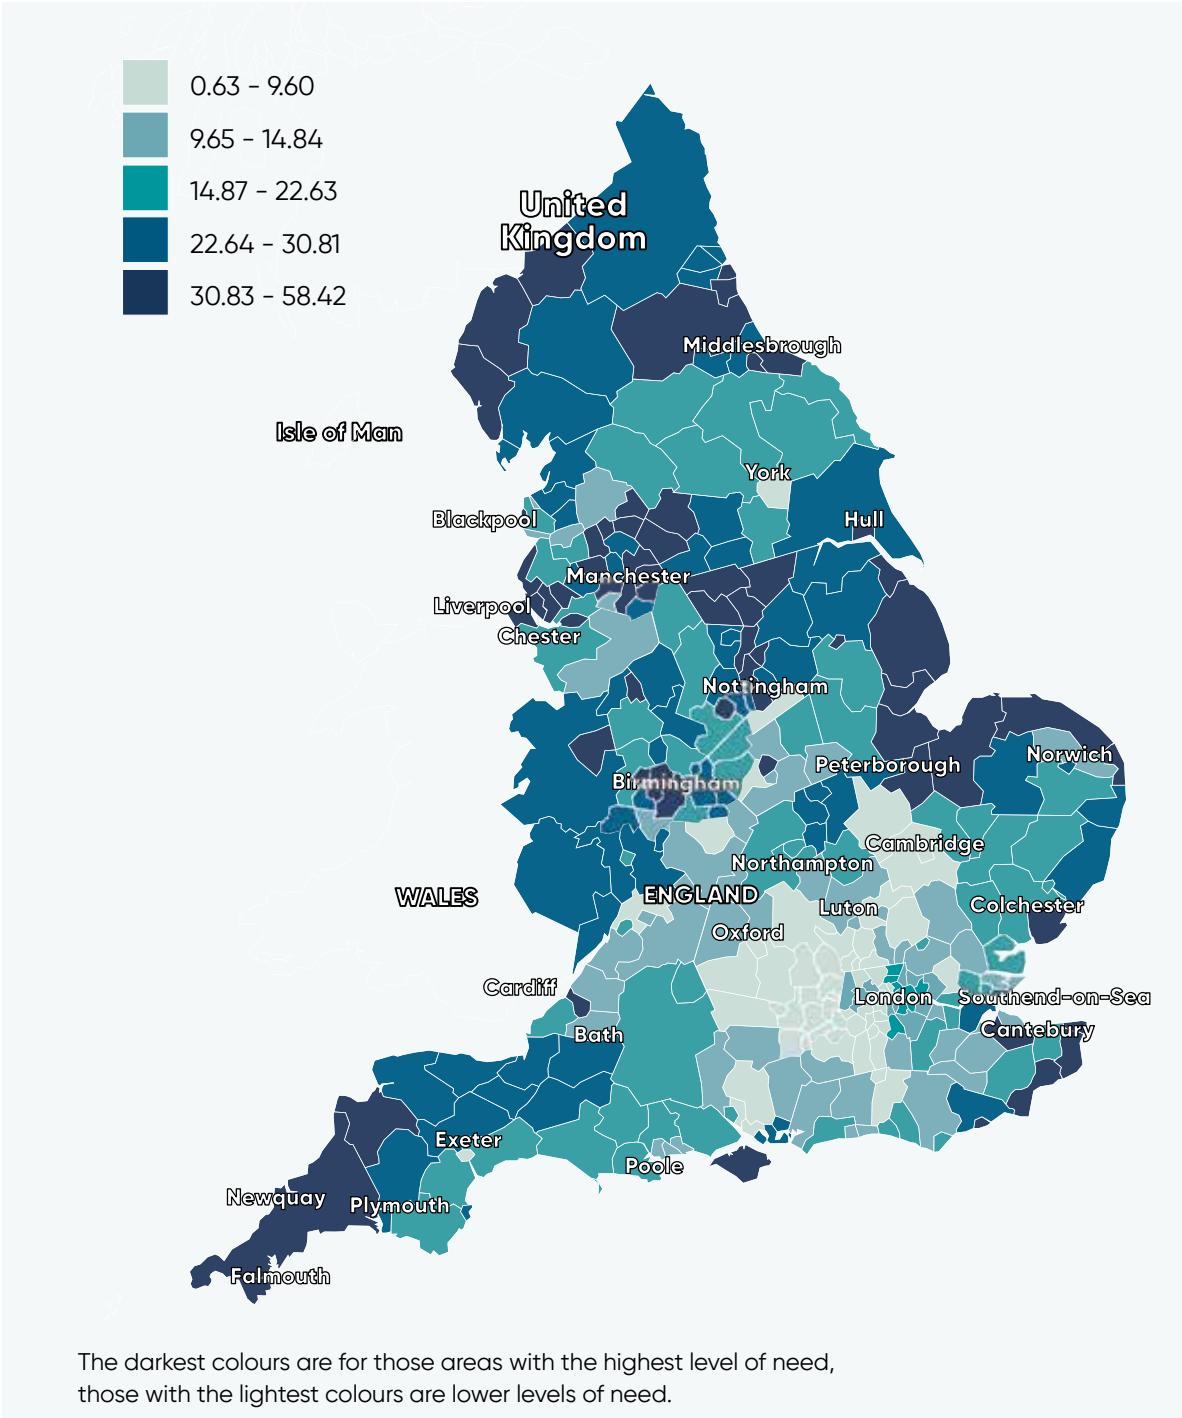 0.63 - 9.60
9.65 - 14.84
14.87 - 22.63
22.64 - 30.81
30.83 - 58.42
United
Kingdom
Middlesbrough
Isle of Man
York
Blackpool
Hull
Manchester
Liverpool
Chester
Nottingham
Norwich
Peterborough
Birmingham
Cambridge
Northampton
WALES
ENGLAND
Luton
Colchester
Oxford
Cardiff
London
Southend-on-Sea
Bath
Cantebury
Exeter
Poole
Newquay
Plymouth
Falmouth
The darkest colours are for those areas with the highest level of need,
those with the lightest colours are lower levels of need.